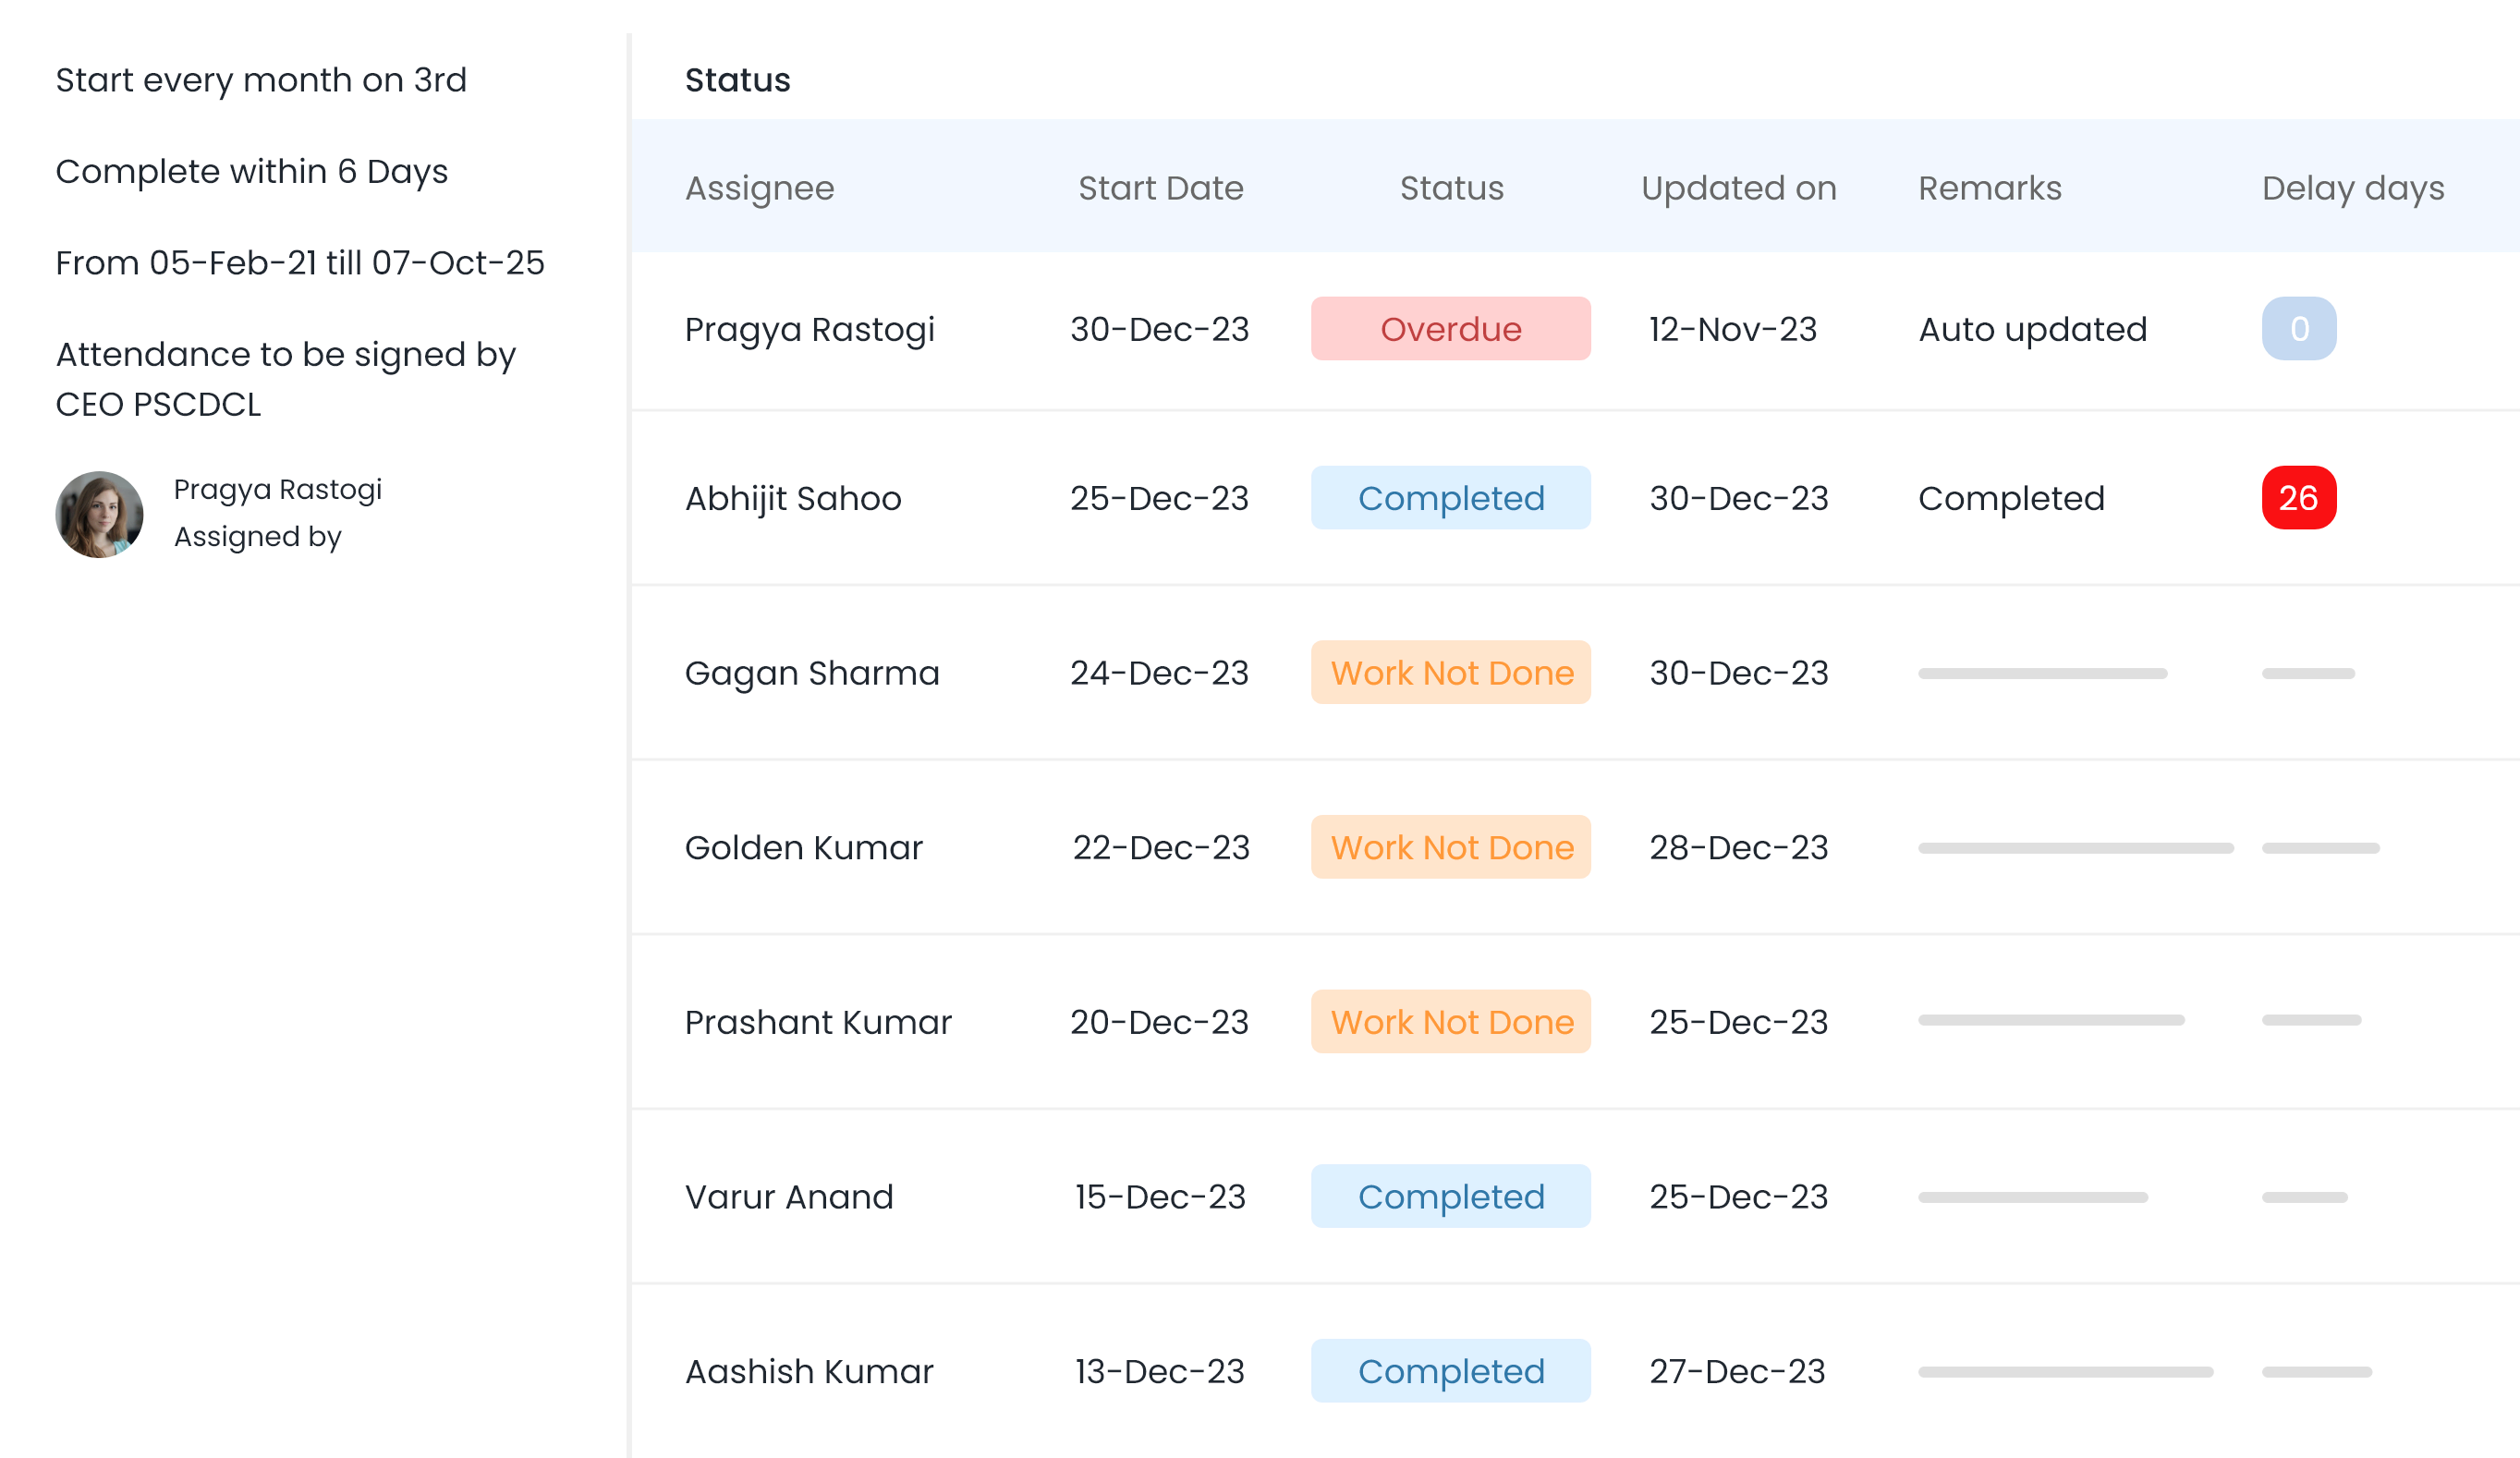 Start every month on 3rd
Complete within 6 Days
From 05-Feb-21 till 07-Oct-25
Attendance to be signed by
CEO PSCDCL
Pragya Rastogi
Assigned by
Status
Assignee Start Date Status Updated on Remarks Delay days
Pragya Rastogi 30-Dec-23 Overdue 12-Nov-23 Auto updated 0
Abhijit Sahoo 25-Dec-23 Completed 30-Dec-23 Completed 26
Gagan Sharma 24-Dec-23 Work Not Done 30-Dec-23
Golden Kumar 22-Dec-23 Work Not Done 28-Dec-23
Prashant Kumar 20-Dec-23 Work Not Done 25-Dec-23
Varur Anand 15-Dec-23 Completed 25-Dec-23
Aashish Kumar 13-Dec-23 Completed 27-Dec-23